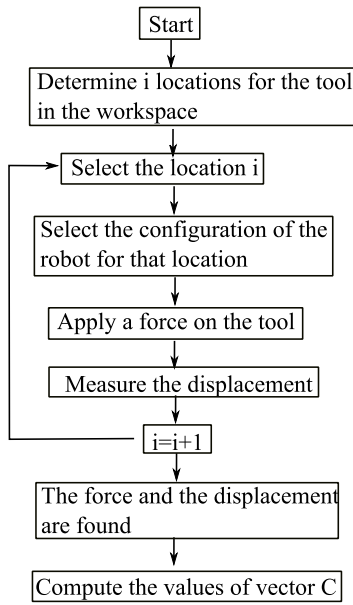 Start
Determine i locations for the tool
in the workspace
Select the location i
Select the configuration of the
robot for that location
Apply a force on the tool
Measure the displacement
i=i+1
The force and the displacement
are found
Compute the values of vector C